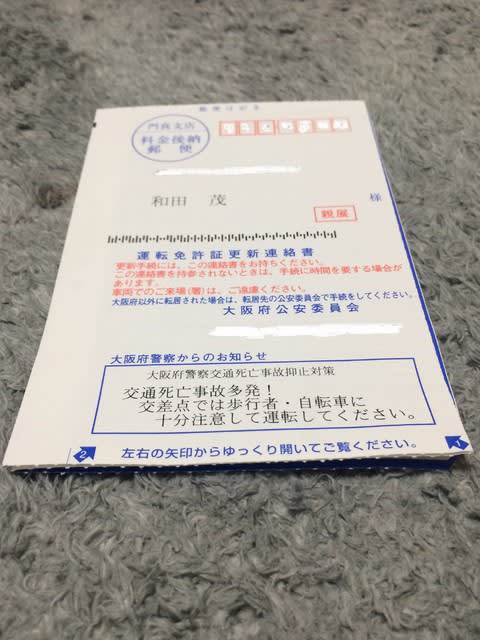 郵便はがき
門真支店
料金後納
郵便
和田 茂 様
親展
運転免許証更新連絡書
更新手続には、この連絡書をお持ちください。
この連絡書を持参されないときは、手続に時間を要する場合が
あります。
車両でのご来場(署)は、ご遠慮ください。
大阪府以外に転居された場合は、転居先の公安委員会で手続をしてください。
大阪府公安委員会
大阪府警察からのお知らせ
大阪府警察交通死亡事故抑止対策
交通死亡事故多発!
交差点では歩行者・自転車に
十分注意して運転してください。
2 左右の矢印からゆっくり開いてご覧ください。 1